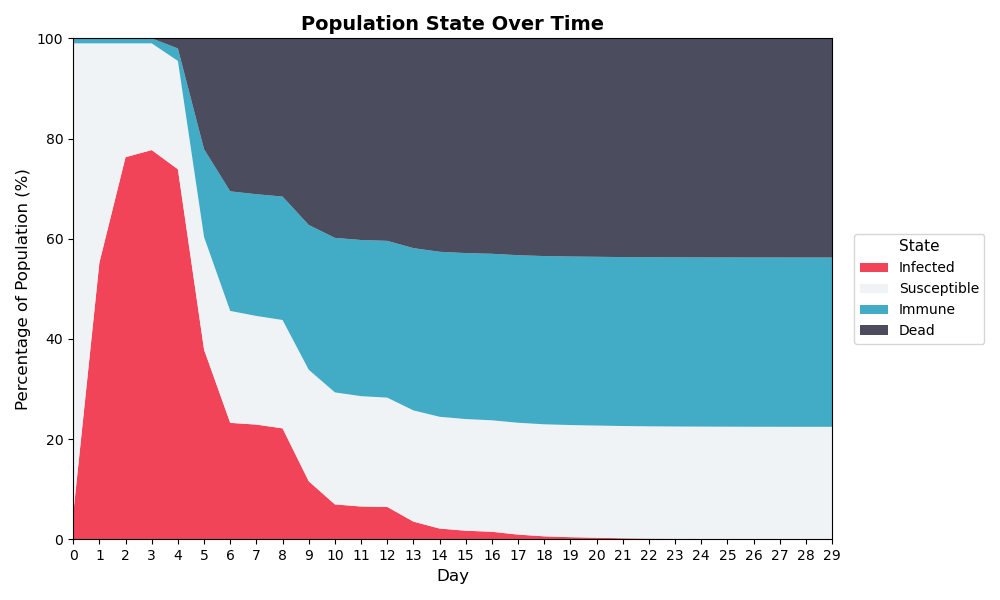 Population State Over Time
Percentage of Population (%)
100
80
60
40
20
0
0 1 2 3 4 5 6 7 8 9 10 11 12 13 14 15 16 17 18 19 20 21 22 23 24 25 26 27 28 29
Day
State
Infected
Susceptible
Immune
Dead